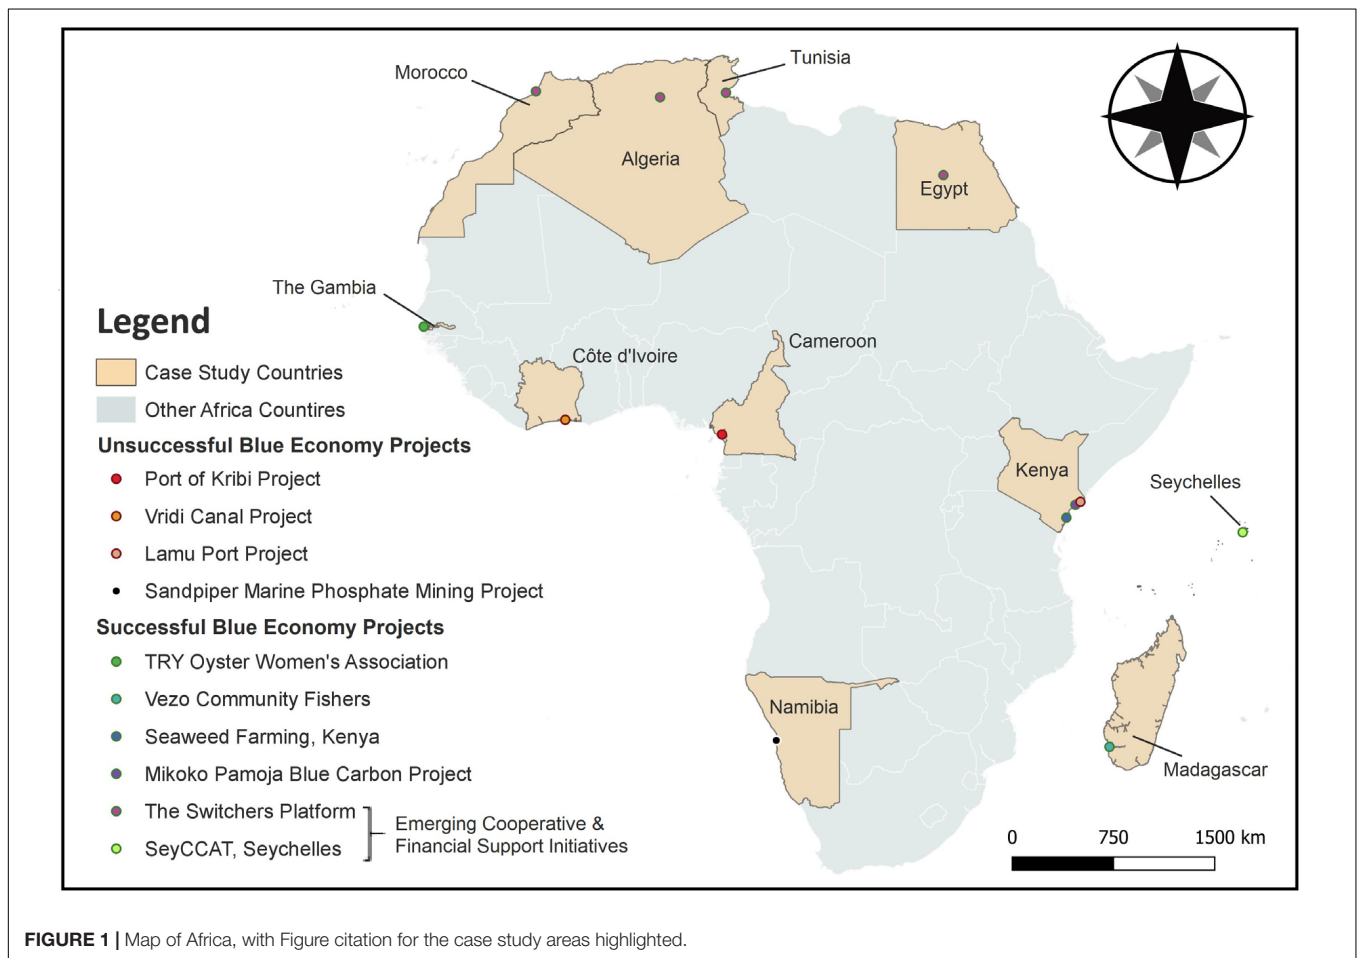 Morocco
Tunisia
Algeria
Egypt
The Gambia
Côte d'Ivoire
Cameroon
Kenya
Seychelles
Namibia
Madagascar
Legend
Case Study Countries
Other Africa Countires
Unsuccessful Blue Economy Projects
Port of Kribi Project
Vridi Canal Project
Lamu Port Project
Sandpiper Marine Phosphate Mining Project
Successful Blue Economy Projects
TRY Oyster Women's Association
Vezo Community Fishers
Seaweed Farming, Kenya
Mikoko Pamoja Blue Carbon Project
The Switchers Platform
SeyCCAT, Seychelles
Emerging Cooperative &
Financial Support Initiatives
0 750 1500 km
FIGURE 1 | Map of Africa, with Figure citation for the case study areas highlighted.